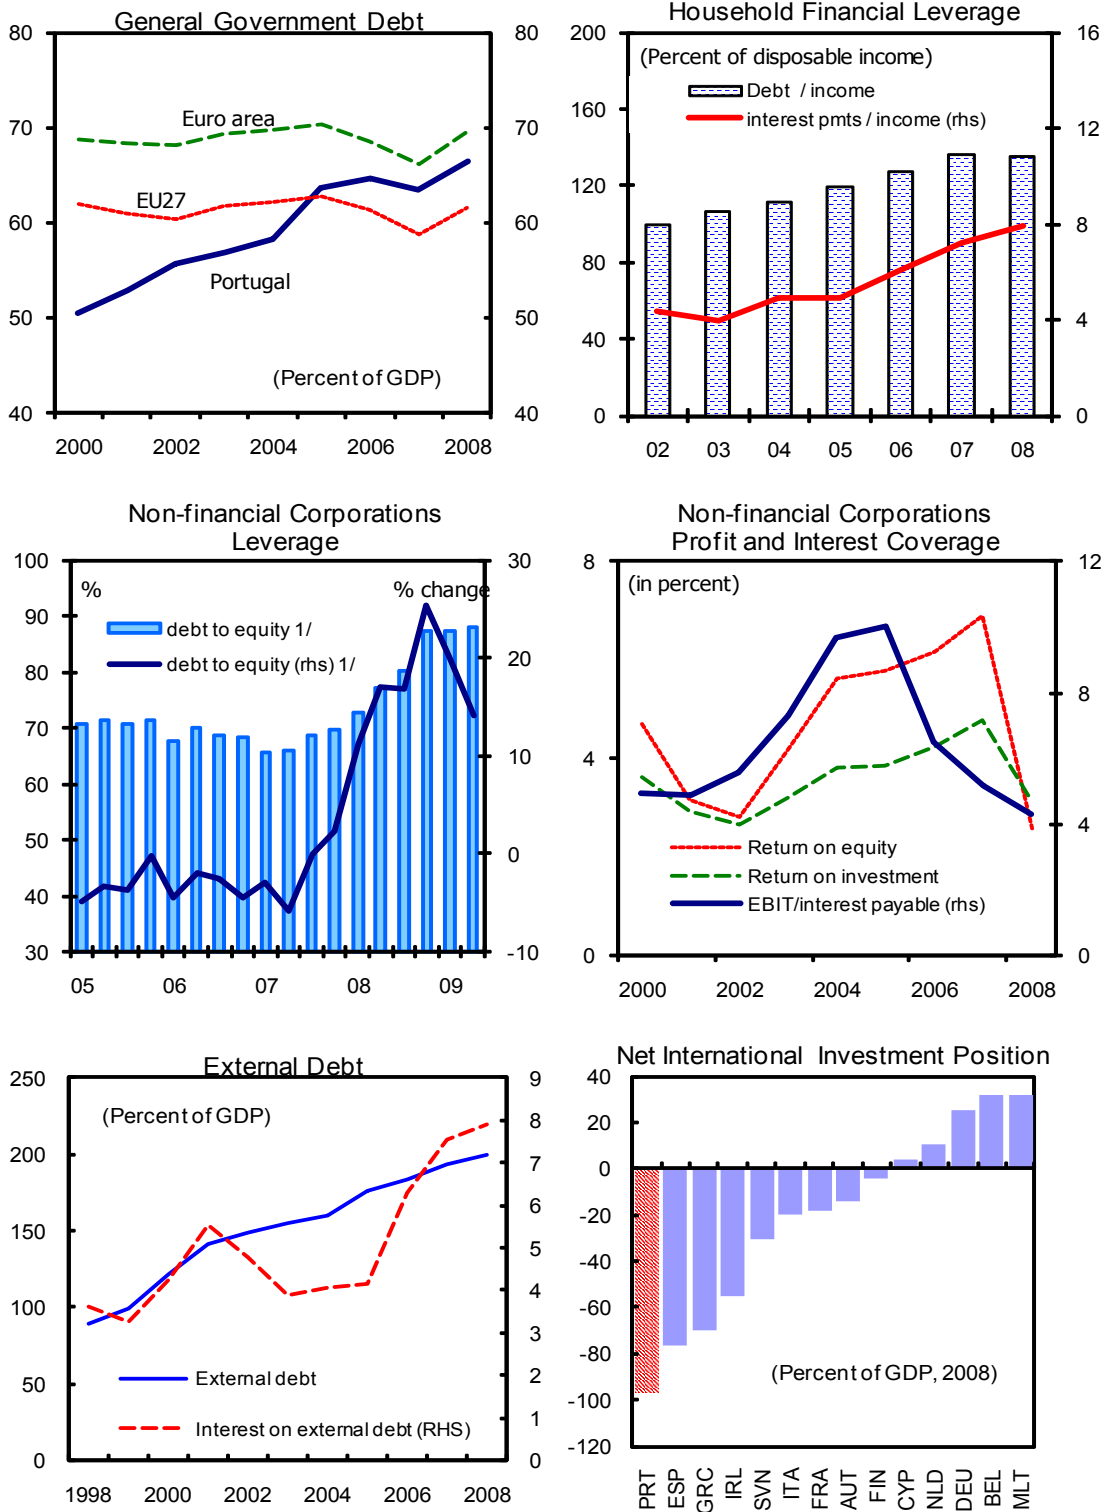 General Government Debt
80
70
60
50
40
80
70
60
50
40
Euro area
EU27
Portugal
(Percent of GDP)
2000 2002 2004 2006 2008
Household Financial Leverage
200
160
120
80
40
0
16
12
8
4
0
(Percent of disposable income)
Debt / income
interest pmts / income (rhs)
02 03 04 05 06 07 08
Non-financial Corporations
Leverage
100
90
80
70
60
50
40
30
30
20
10
0
-10
% % change
debt to equity 1/
debt to equity (rhs) 1/
05 06 07 08 09
Non-financial Corporations
Profit and Interest Coverage
8
4
0
12
8
4
0
(in percent)
Return on equity
Return on investment
EBIT/interest payable (rhs)
2000 2002 2004 2006 2008
External Debt
250
200
150
100
50
0
9
8
7
6
5
4
3
2
1
0
(Percent of GDP)
External debt
Interest on external debt (RHS)
1998 2000 2002 2004 2006 2008
Net International Investment Position
40
20
0
-20
-40
-60
-80
-100
-120
(Percent of GDP, 2008)
PRT ESP GRC IRL SVN ITA FRA AUT FIN CYP NLD DEU BEL MLT